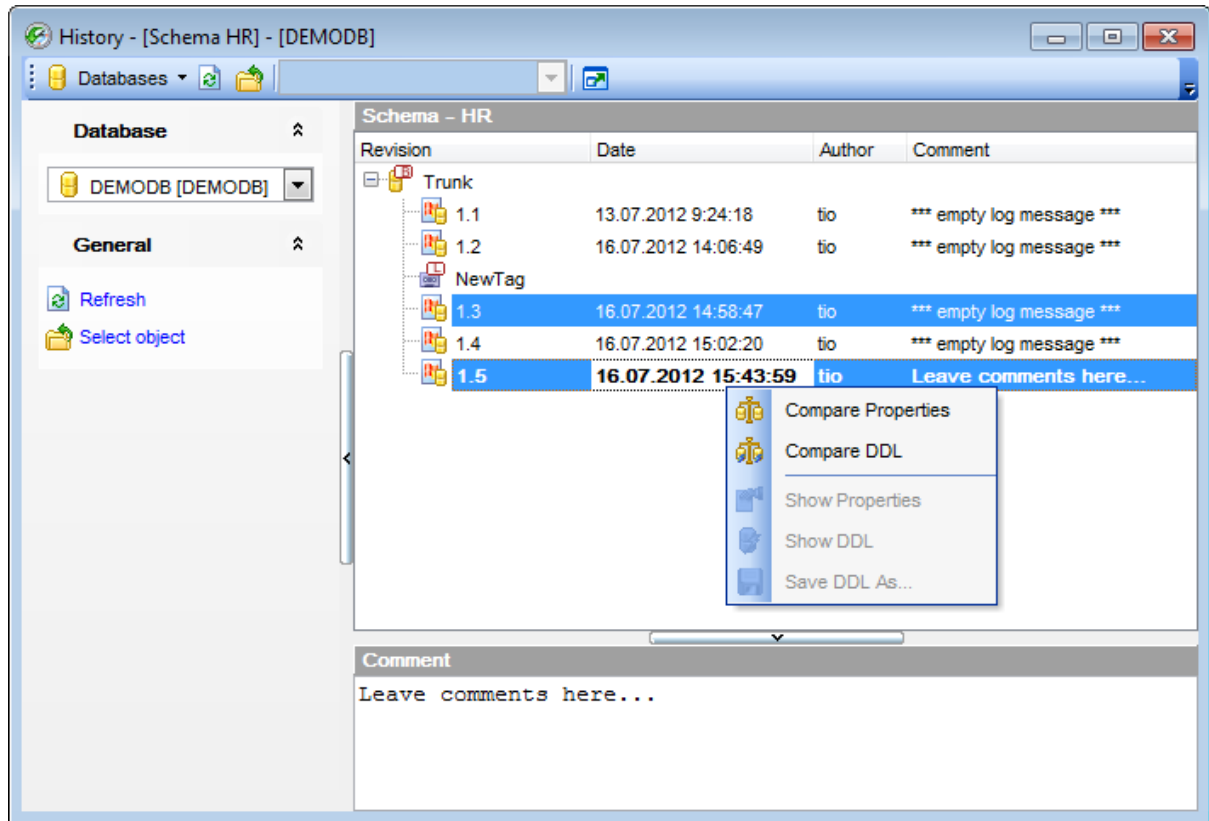 History - [Schema HR] - [DEMODB]
Databases
Database
DEMODB [DEMODB]
General
Refresh
Select object
Schema – HR
Revision Date Author Comment
Trunk
1.1 13.07.2012 9:24:18 tio *** empty log message ***
1.2 16.07.2012 14:06:49 tio *** empty log message ***
NewTag
1.3 16.07.2012 14:58:47 tio *** empty log message ***
1.4 16.07.2012 15:02:20 tio *** empty log message ***
1.5 16.07.2012 15:43:59 tio Leave comments here...
Compare Properties
Compare DDL
Show Properties
Show DDL
Save DDL As...
Comment
Leave comments here...